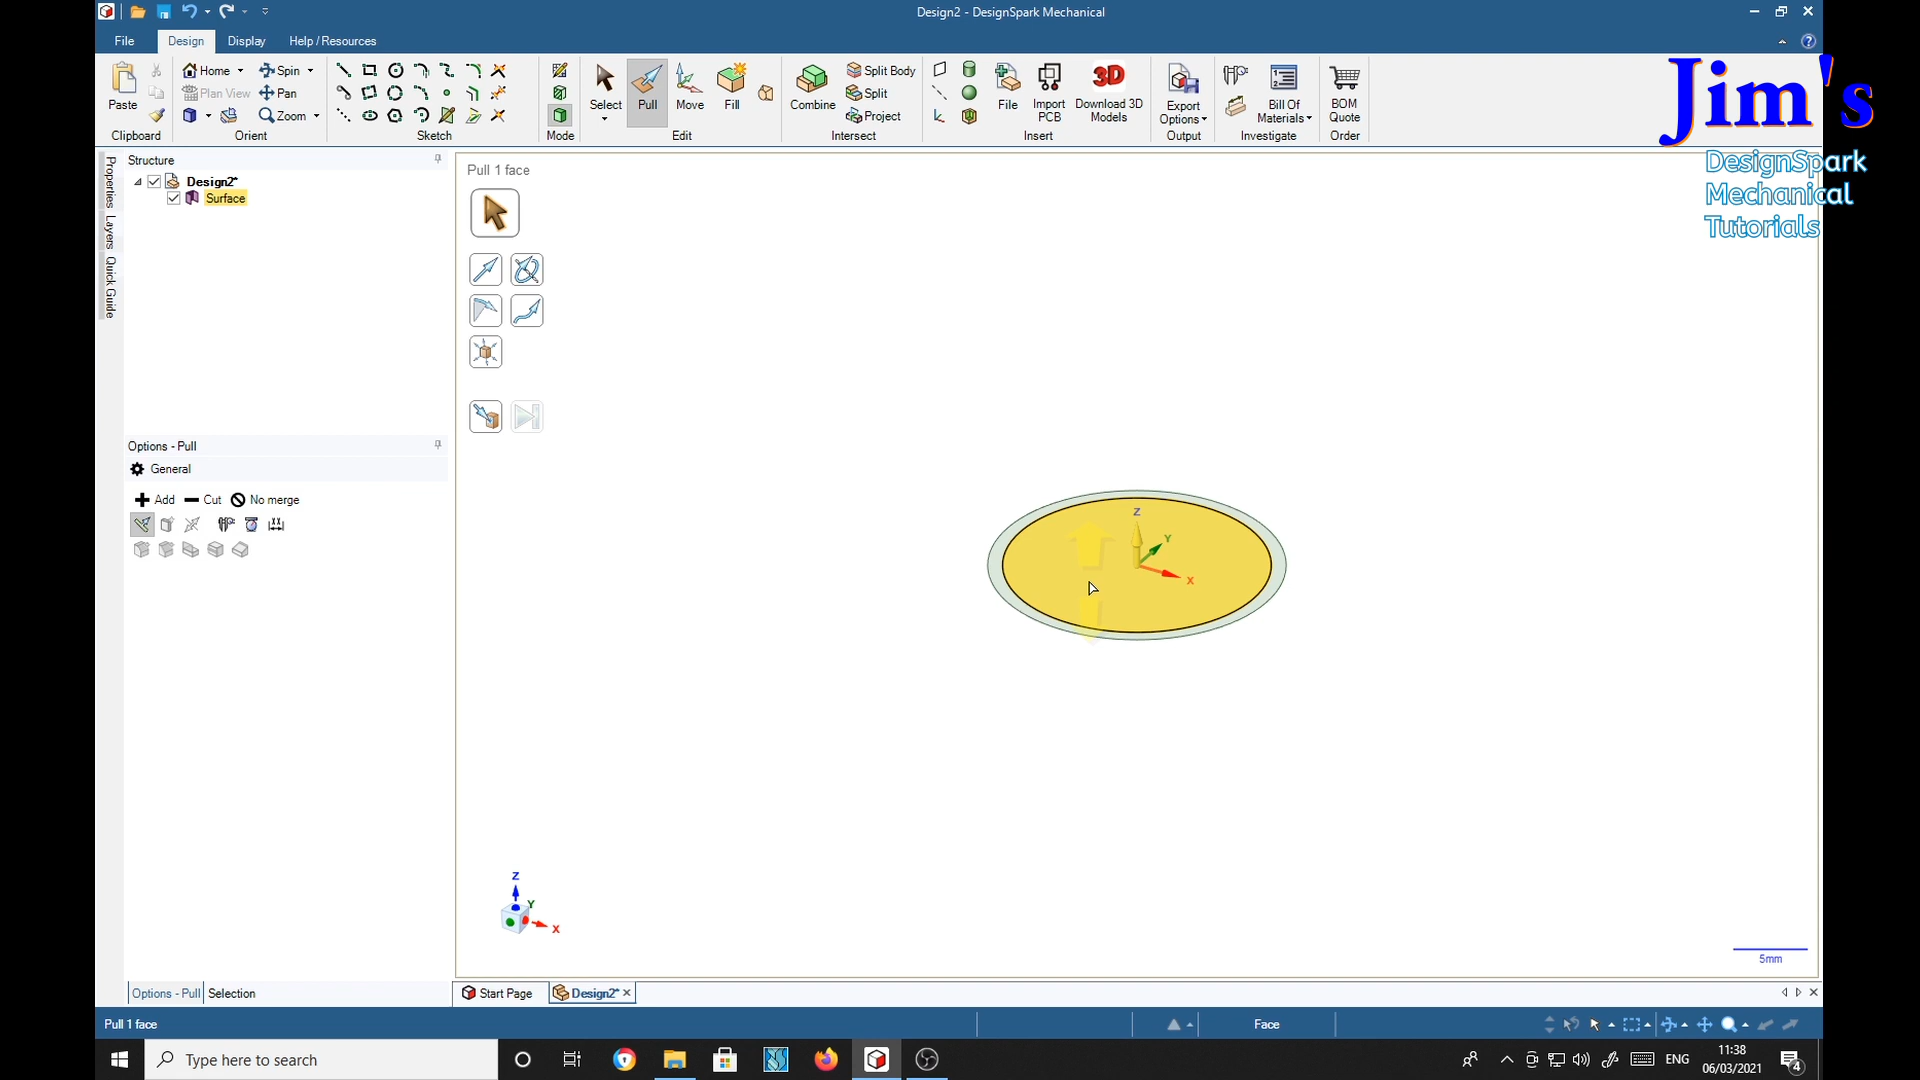 Design2 - DesignSpark Mechanical
File Design Display Help / Resources
Paste
Home
Plan View
Spin
Pan
Zoom
Select
Pull
Move
Fill
Combine
Split Body
Split
Project
File
Import PCB
Download 3D Models
Export Options
Bill Of Materials
BOM Quote
3D
Clipboard Orient Sketch Mode Edit Intersect Insert Output Investigate Order
Jim's
DesignSpark
Mechanical
Tutorials
Properties
Layers
Quick Guide
Structure
Design2*
Surface
Pull 1 face
Options - Pull
General
Add Cut No merge
Z
Y
X
Z
Y
X
5mm
Options - Pull Selection
Start Page Design2*
Pull 1 face
Face
Type here to search
ENG
11:38
06/03/2021
4